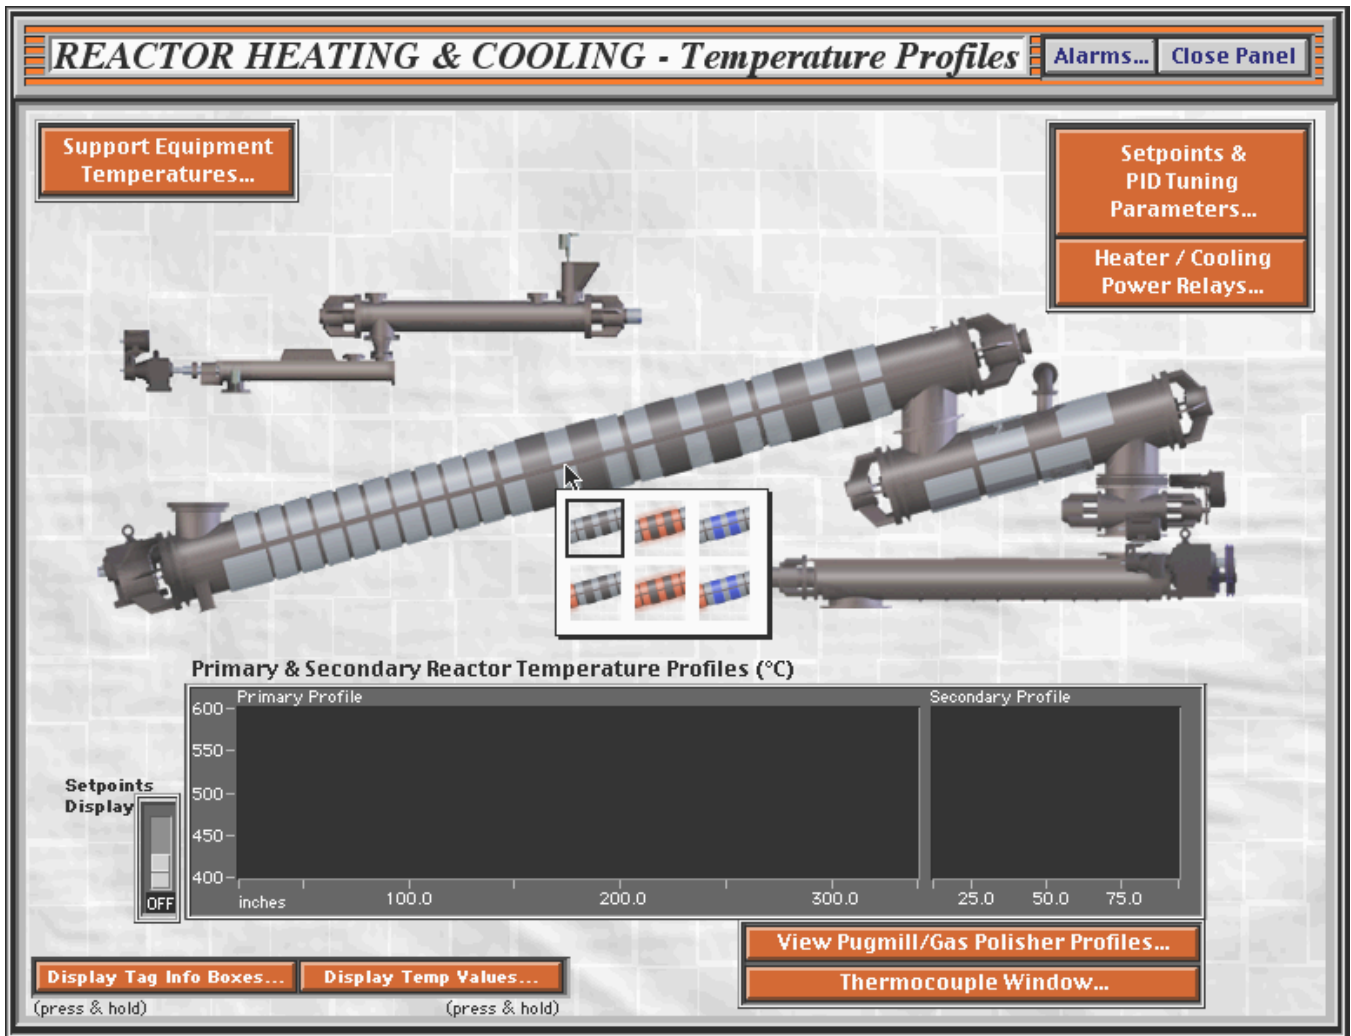 REACTOR HEATING & COOLING - Temperature Profiles
Alarms...
Close Panel
Support Equipment
Temperatures...
Setpoints &
PID Tuning
Parameters...
Heater / Cooling
Power Relays...
Primary & Secondary Reactor Temperature Profiles (°C)
Primary Profile
Secondary Profile
600
550
500
450
400
Setpoints
Display
OFF
inches
100.0
200.0
300.0
25.0
50.0
75.0
View Pugmill/Gas Polisher Profiles...
Thermocouple Window...
Display Tag Info Boxes...
Display Temp Values...
(press & hold)
(press & hold)